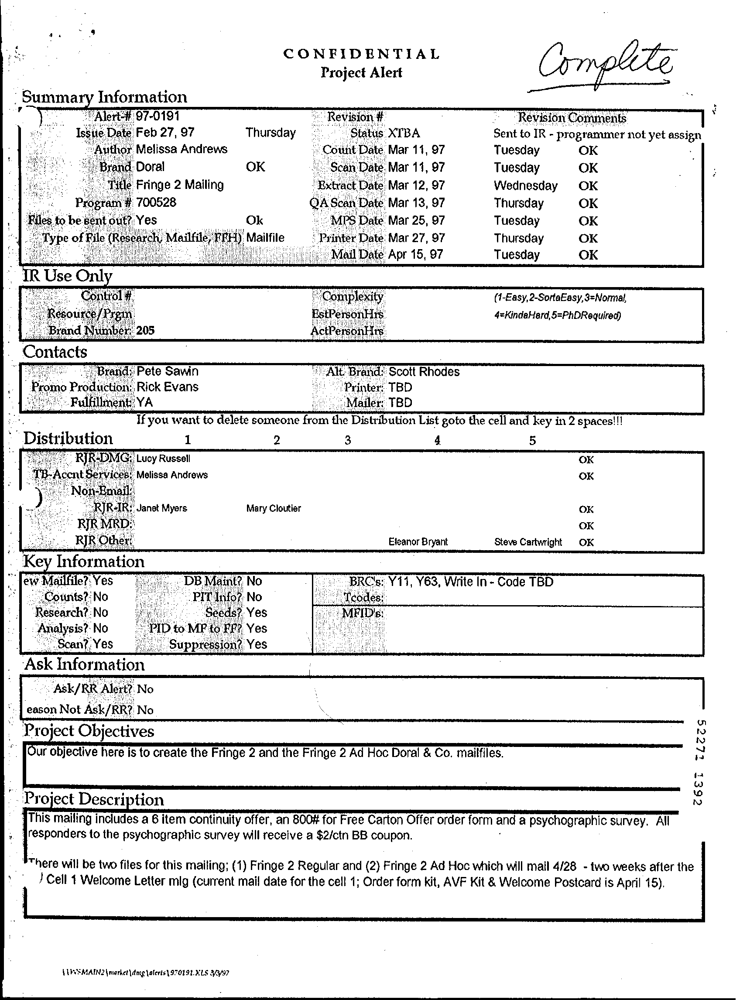 CONFIDENTIAL
Project Alert
Complete
Summary Information
Alert-# 97-0191 Revision # Revision Comments
Issue Date Feb 27, 97 Thursday Status XTBA Sent to IR - programmer not yet assign
Author Melissa Andrews Count Date Mar 11, 97 Tuesday OK
Brand Doral OK Scan Date Mar 11, 97 Tuesday OK
Title Fringe 2 Mailing Extract Date Mar 12, 97 Wednesday OK
Program # 700528 QA Scan Date Mar 13, 97 Thursday OK
Files to be sent out? Yes Ok MPS Date Mar 25, 97 Tuesday OK
Type of File (Research, Mailfile, FFH) Mailfile Printer Date Mar 27, 97 Thursday OK
Mail Date Apr 15, 97 Tuesday OK
IR Use Only
Control # Complexity (1-Easy,2-SortaEasy,3=Normal,
Resource/Prgm EstPersonHrs 4=KindaHard,5=PhDRequired)
Brand Number: 205 ActPersonHrs
Contacts
Brand: Pete Sawin Alt. Brand: Scott Rhodes
Promo Production: Rick Evans Printer: TBD
Fulfillment: YA Mailer: TBD
If you want to delete someone from the Distribution List goto the cell and key in 2 spaces!!!
Distribution 1 2 3 4 5
RJR-DMG: Lucy Russell OK
TB-Accnt Services: Melissa Andrews OK
Non-Email:
RJR-IR: Janet Myers Mary Cloutier OK
RJR MRD: OK
RJR Other: Eleanor Bryant Steve Cartwright OK
Key Information
ew Mailfile? Yes DB Maint? No BRC's: Y11, Y63, Write In - Code TBD
Counts? No PIT Info? No Tcodes:
Research? No Seeds? Yes MFID's:
Analysis? No PID to MF to FF? Yes
Scan? Yes Suppression? Yes
Ask Information
Ask/RR Alert? No
eason Not Ask/RR? No
Project Objectives
Our objective here is to create the Fringe 2 and the Fringe 2 Ad Hoc Doral & Co. mailfiles.
Project Description
This mailing includes a 6 item continuity offer, an 800# for Free Carton Offer order form and a psychographic survey. All
responders to the psychographic survey will receive a $2/ctn BB coupon.
There will be two files for this mailing; (1) Fringe 2 Regular and (2) Fringe 2 Ad Hoc which will mail 4/28 - two weeks after the
Cell 1 Welcome Letter mlg (current mail date for the cell 1; Order form kit, AVF Kit & Welcome Postcard is April 15).
52271 1392
\\WSMAIN2\market\dmg\alerts\970191.XLS 3/3/97